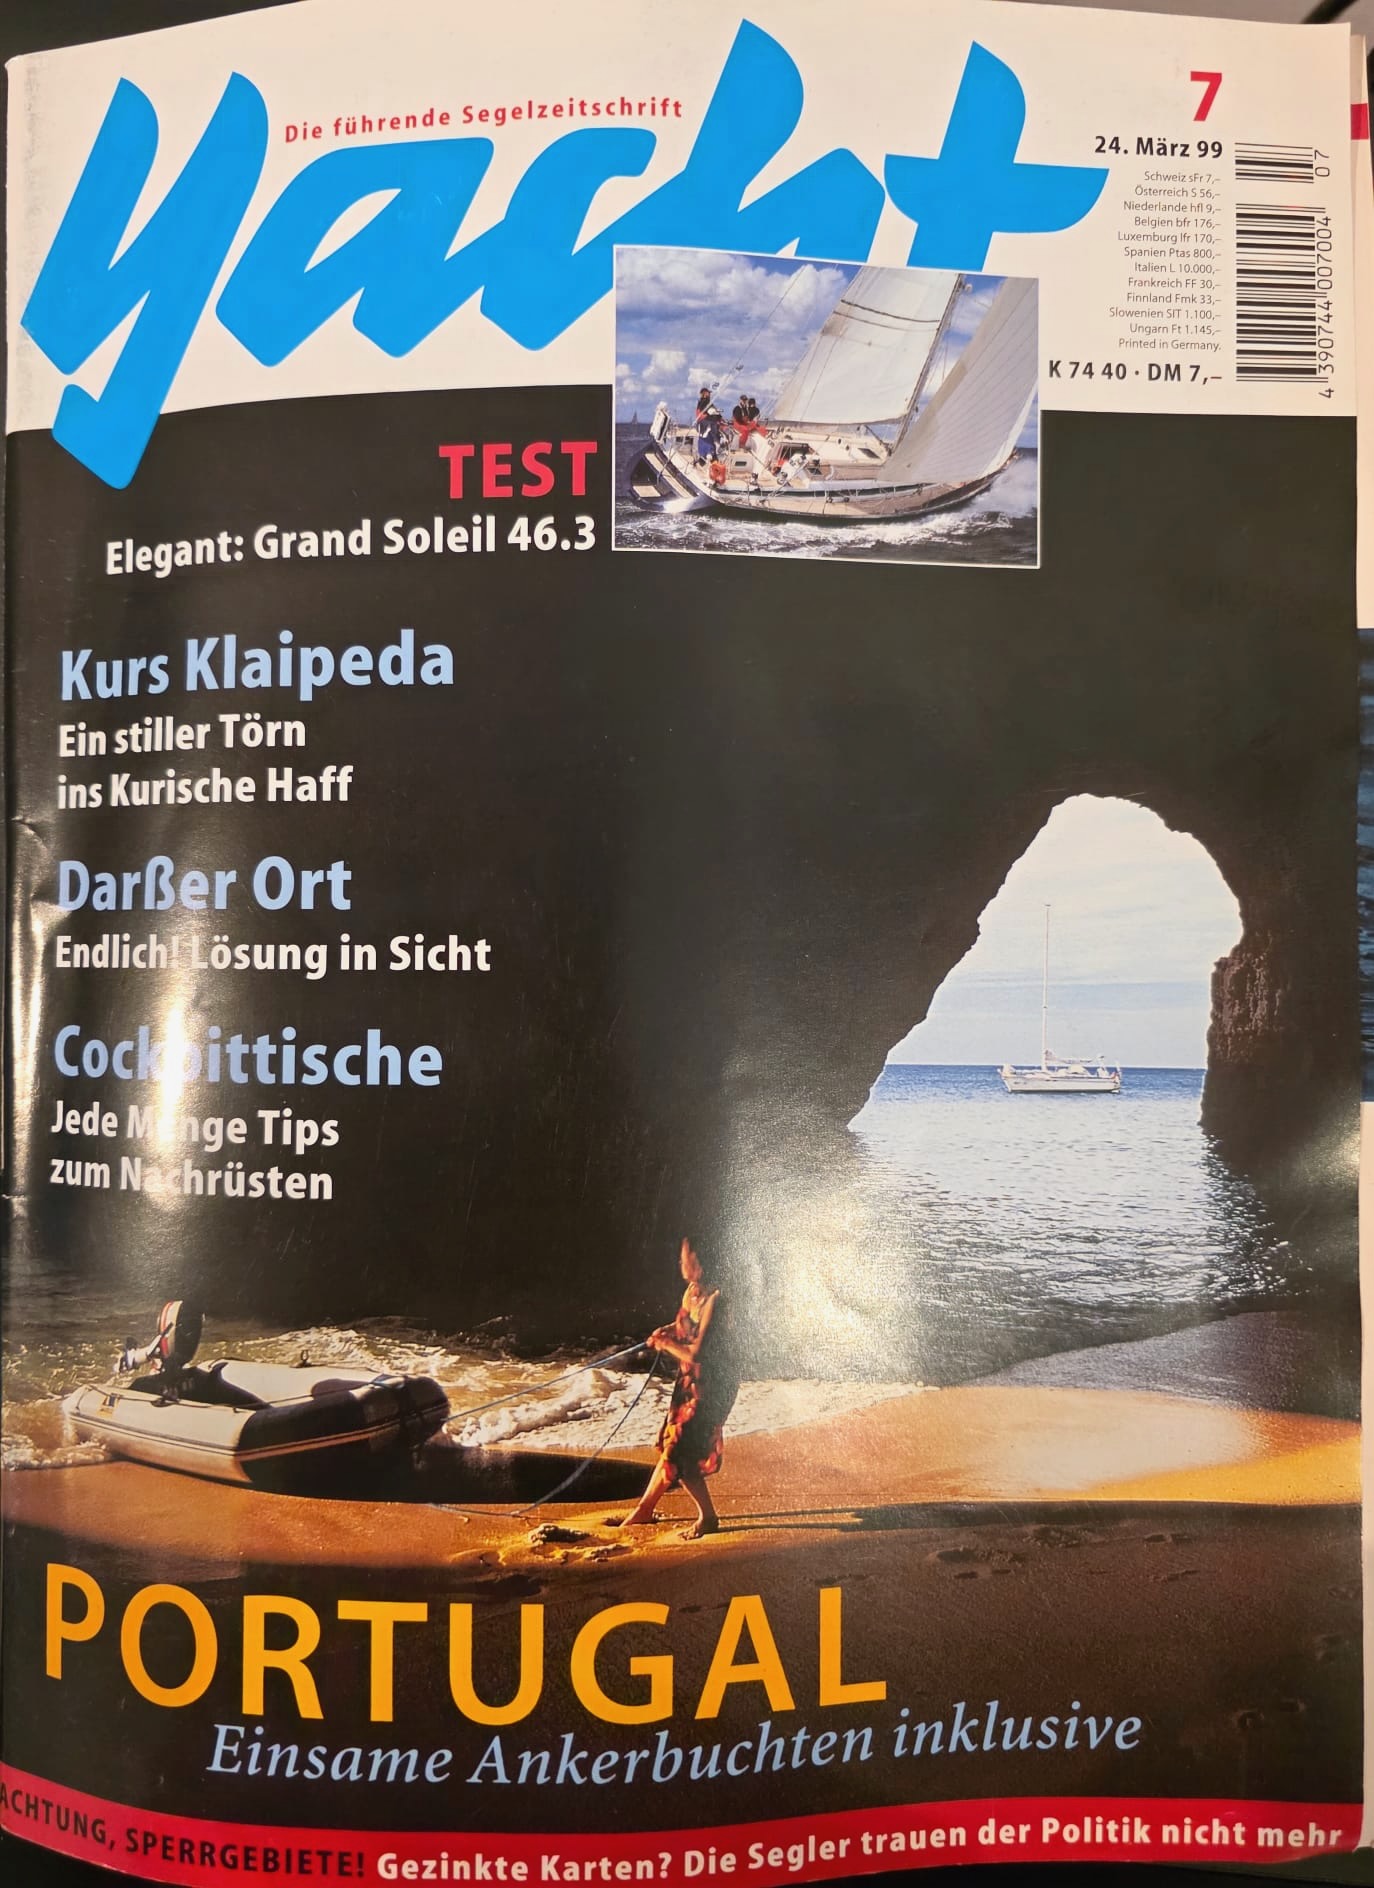 Die führende Segelzeitschrift
yacht
7
24. März 99
Schweiz sFr 7,–
Österreich S 56,–
Niederlande hfl 9,–
Belgien bfr 176,–
Luxemburg lfr 170,–
Spanien Ptas 800,–
Italien L 10.000,–
Frankreich FF 30,–
Finnland Fmk 33,–
Slowenien SIT 1.100,–
Ungarn Ft 1.145,–
Printed in Germany.
K 74 40 · DM 7,–
07
4 390744 007004
TEST
Elegant: Grand Soleil 46.3
Kurs Klaipeda
Ein stiller Törn
ins Kurische Haff
Darßer Ort
Endlich! Lösung in Sicht
Cockpittische
Jede Menge Tips
zum Nachrüsten
PORTUGAL
Einsame Ankerbuchten inklusive
ACHTUNG, SPERRGEBIETE! Gezinkte Karten? Die Segler trauen der Politik nicht mehr